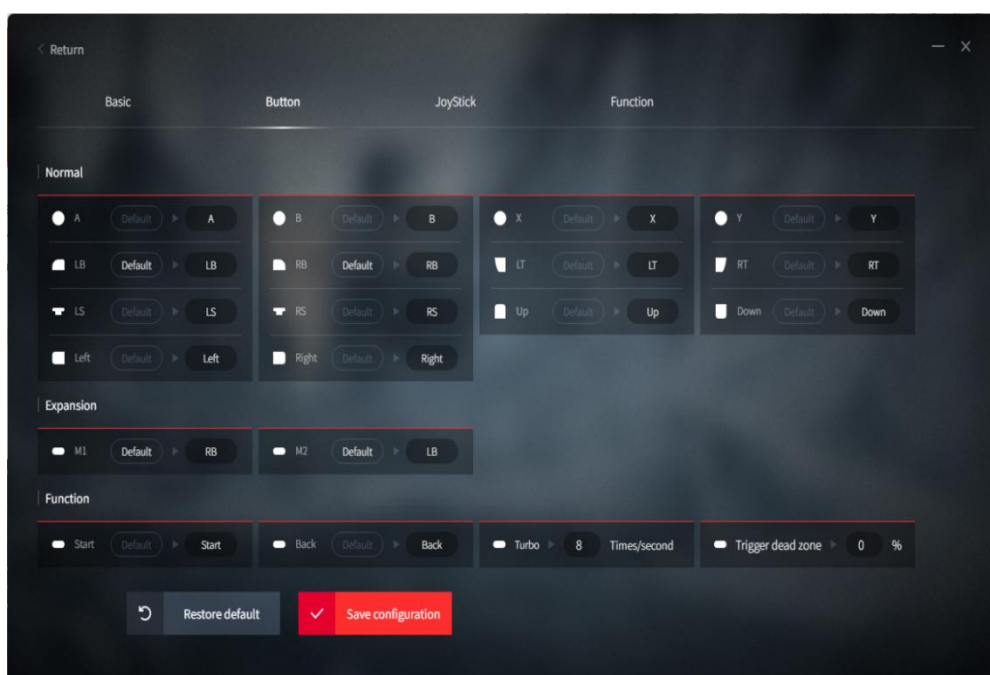 Return
Basic Button JoyStick Function
Normal
A Default A B Default B X Default X Y Default Y
LB Default LB RB Default RB LT Default LT RT Default RT
LS Default LS RS Default RS Up Default Up Down Default Down
Left Default Left Right Default Right
Expansion
M1 Default RB M2 Default LB
Function
Start Default Start Back Default Back Turbo 8 Times/second Trigger dead zone 0 %
Restore default Save configuration